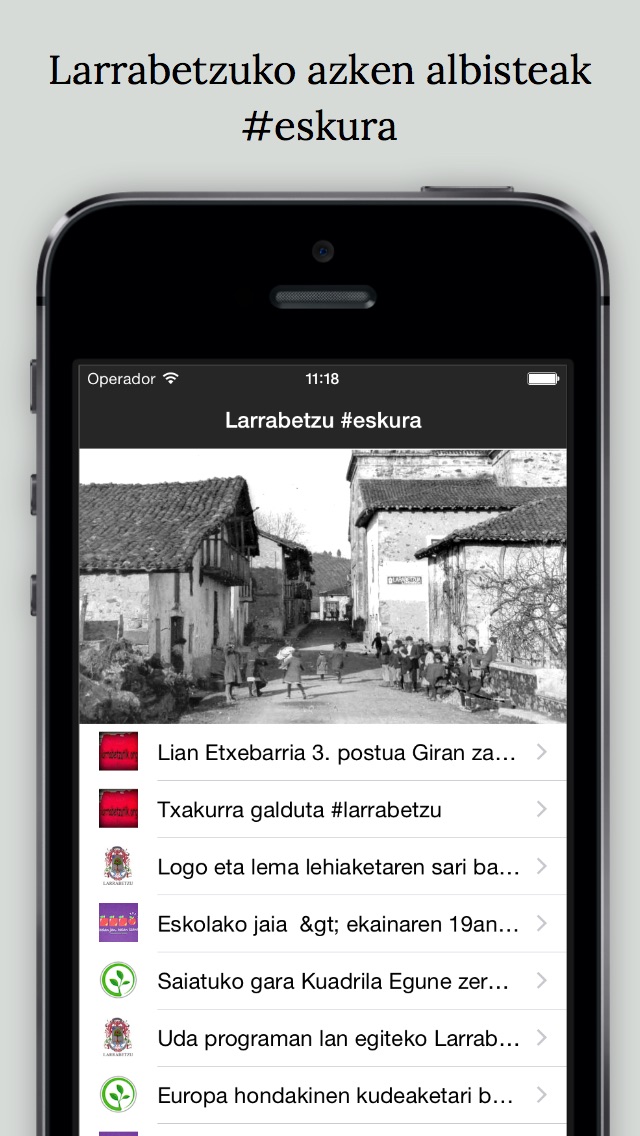 Larrabetzuko azken albisteak
#eskura
Operador
11:18
Larrabetzu #eskura
Lian Etxebarria 3. postua Giran za...
Txakurra galduta #larrabetzu
Logo eta lema lehiaketaren sari ba...
LARRABETZU
Eskolako jaia  &gt; ekainaren 19an...
Saiatuko gara Kuadrila Egune zer...
Uda programan lan egiteko Larrab...
LARRABETZU
Europa hondakinen kudeaketari b...